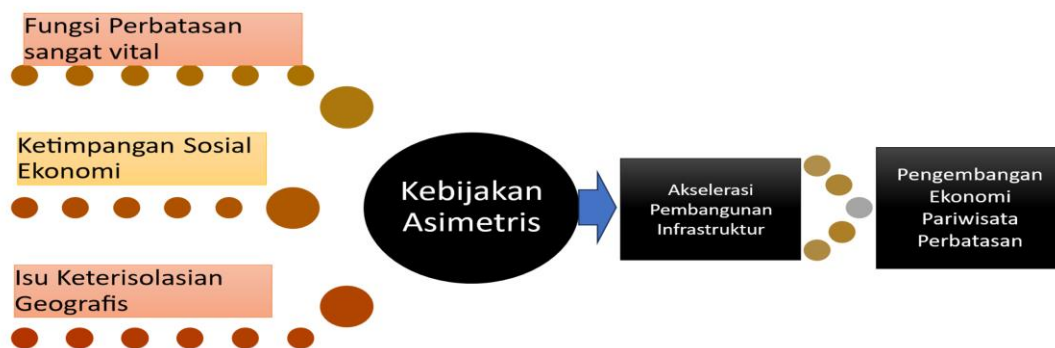 Fungsi Perbatasan
sangat vital
Ketimpangan Sosial
Ekonomi
Isu Keterisolasian
Geografis
Kebijakan
Asimetris
Akselerasi
Pembangunan
Infrastruktur
Pengembangan
Ekonomi
Pariwisata
Perbatasan